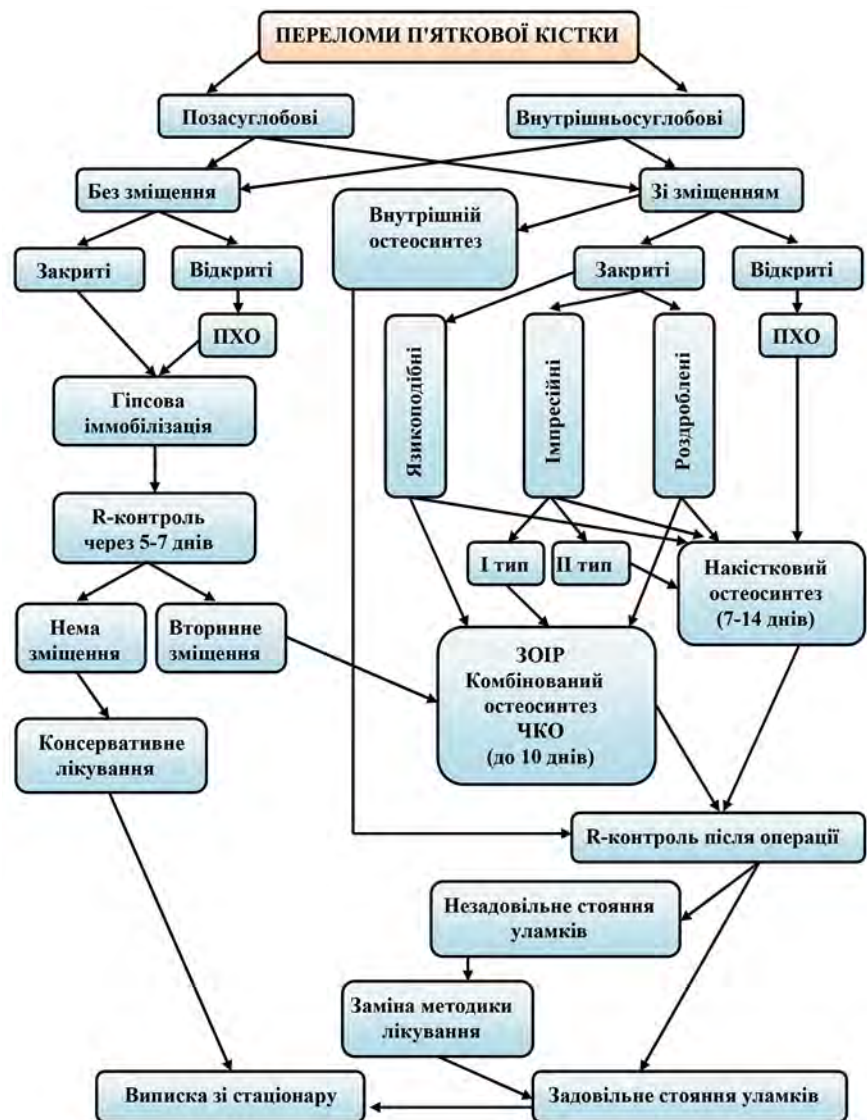 ПЕРЕЛОМИ П'ЯТКОВОЇ КІСТКИ
Позасуглобові
Внутрішньосуглобові
Без зміщення
Внутрішній
остеосинтез
Зі зміщенням
Закриті
Відкриті
Закриті
Відкриті
ПХО
ПХО
Язикоподібні
Імпресійні
Роздроблені
Гіпсова
іммобілізація
R-контроль
через 5-7 днів
I тип
II тип
Накістковий
остеосинтез
(7-14 днів)
Нема
зміщення
Вторинне
зміщення
ЗОІР
Комбінований
остеосинтез
ЧКО
(до 10 днів)
Консервативне
лікування
R-контроль після операції
Незадовільне стояння
уламків
Заміна методики
лікування
Виписка зі стаціонару
Задовільне стояння уламків